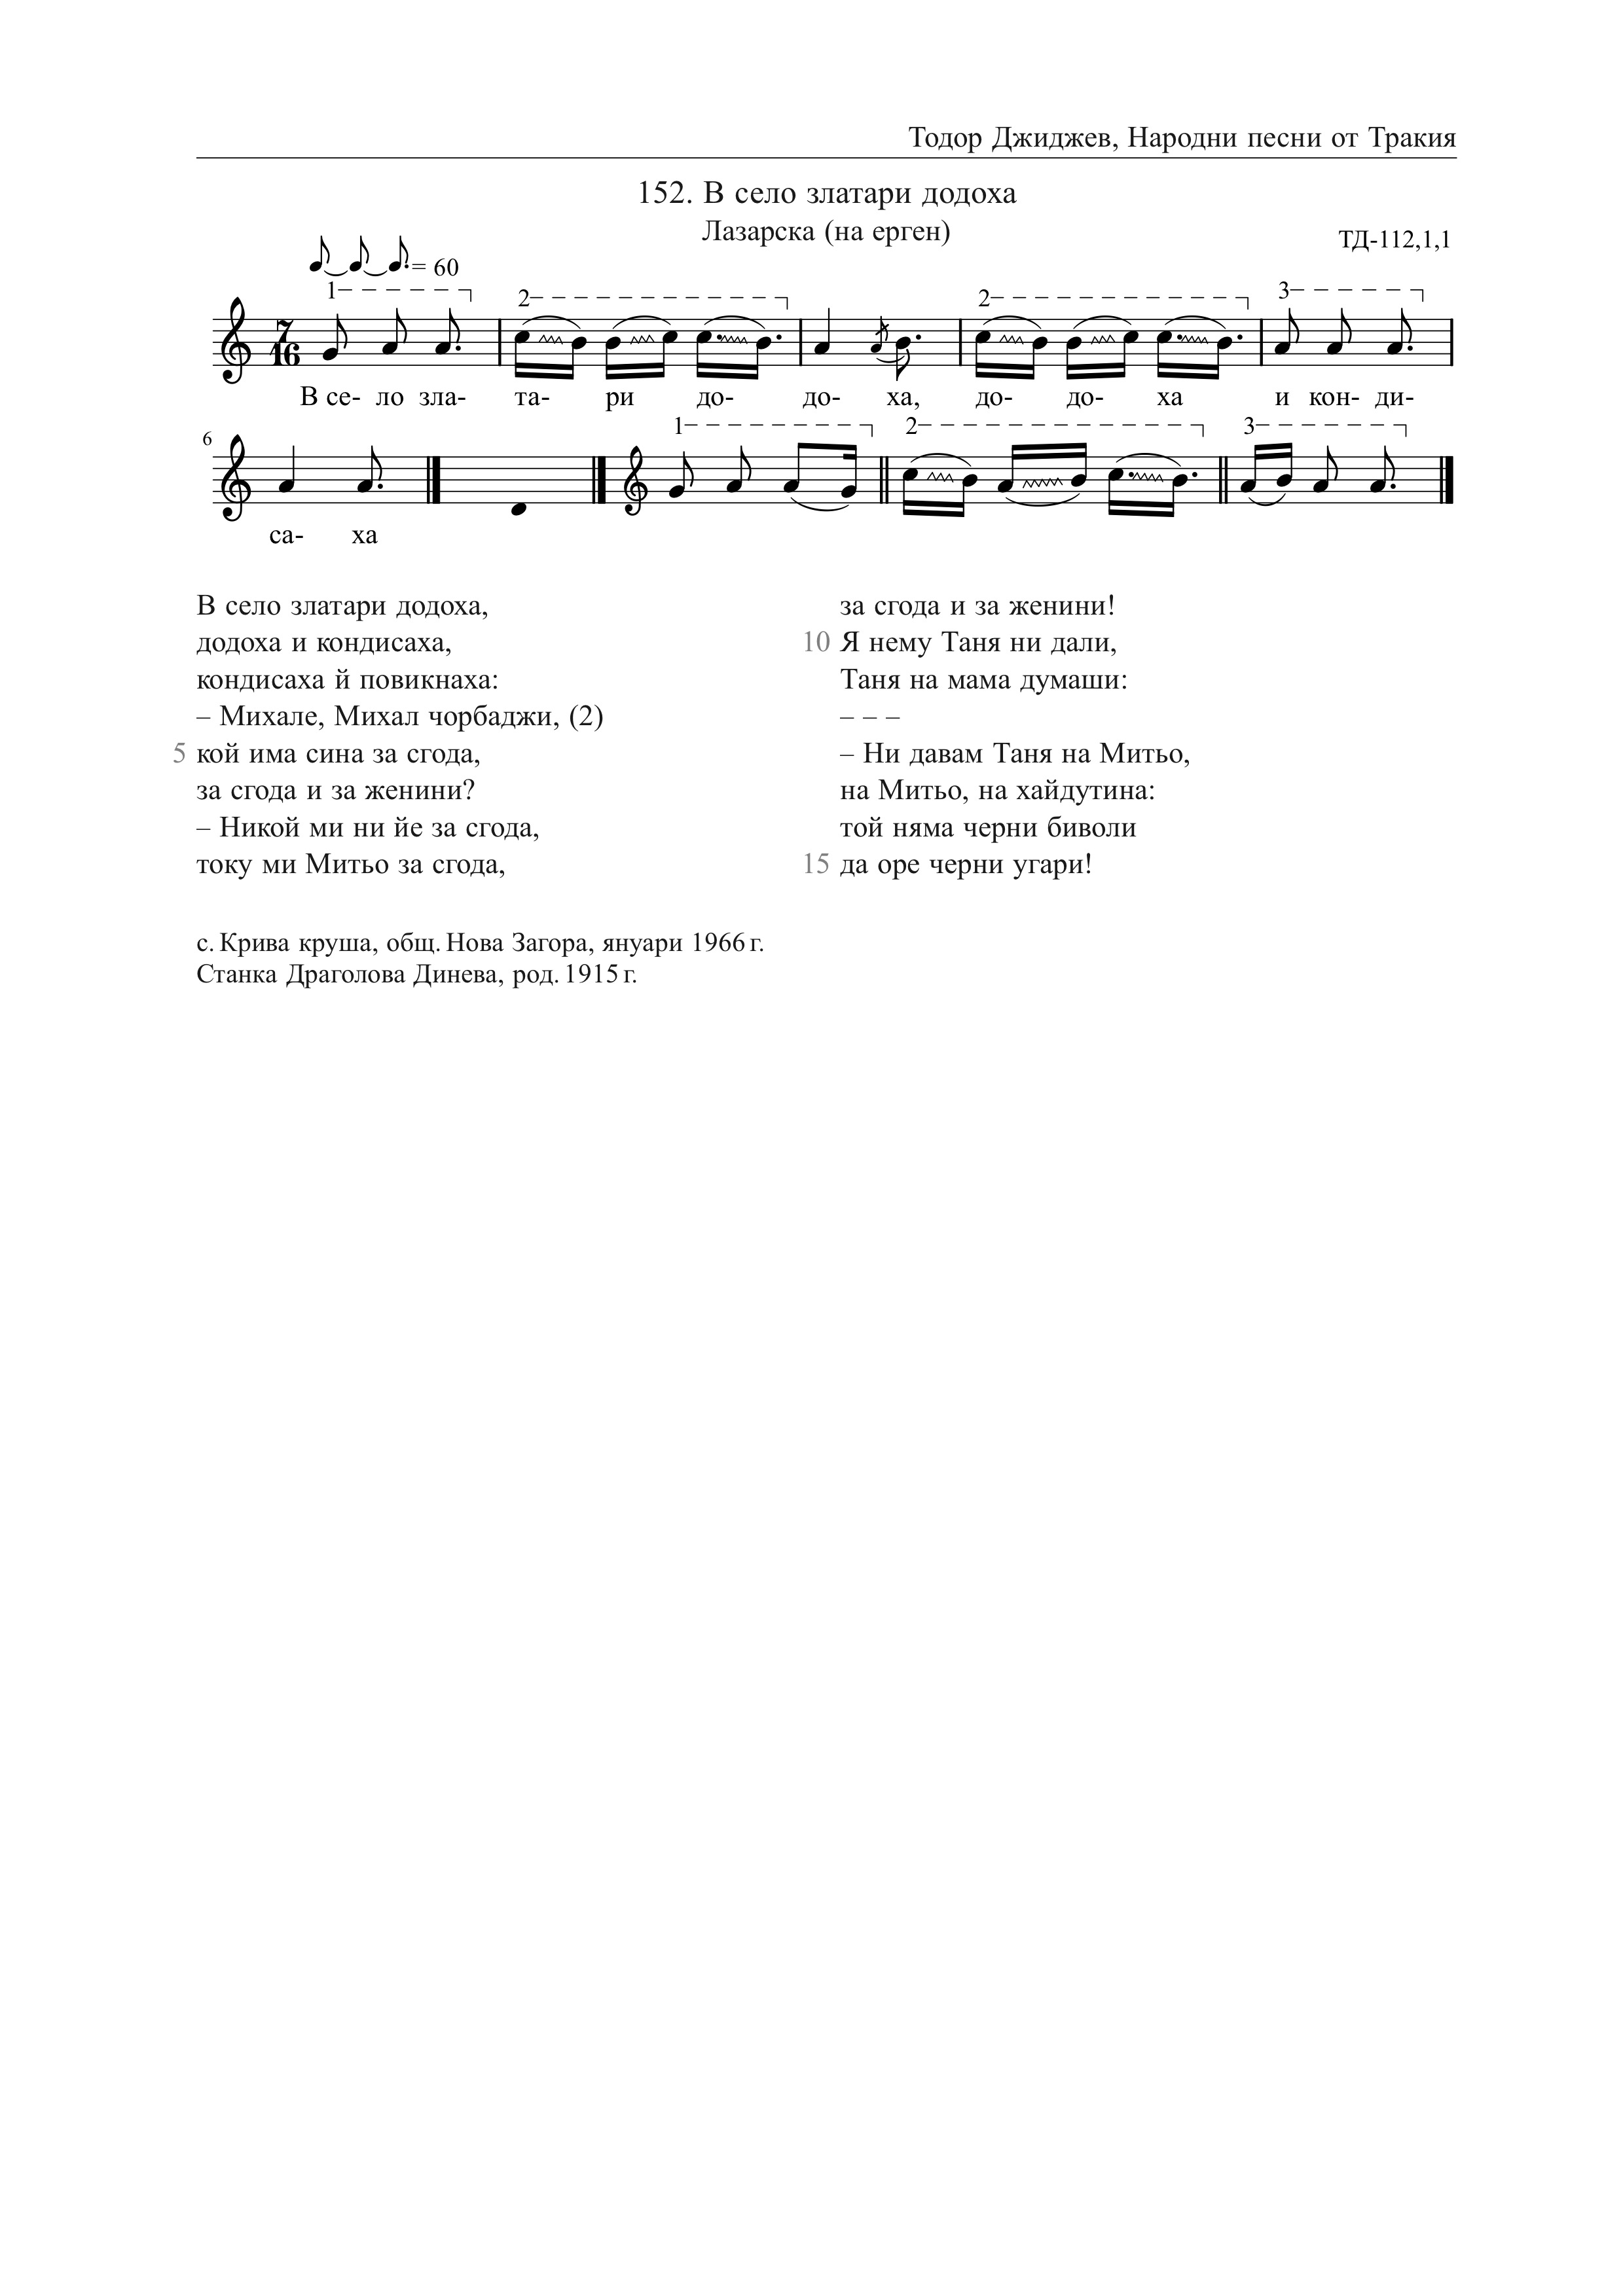 Тодор Джиджев, Народни песни от Тракия
152. В село златари додоха
Лазарска (на ерген)
ТД-112,1,1
= 60
1 2 2 3
7
16
В се- ло зла- та- ри до- до- ха, до- до- ха и кон- ди-
6
1 2 3
са- ха
В село златари додоха,
додоха и кондисаха,
кондисаха й повикнаха:
– Михале, Михал чорбаджи, (2)
5 кой има сина за сгода,
за сгода и за женини?
– Никой ми ни йе за сгода,
току ми Митьо за сгода,
за сгода и за женини!
10 Я нему Таня ни дали,
Таня на мама думаши:
– – –
– Ни давам Таня на Митьо,
на Митьо, на хайдутина:
той няма черни биволи
15 да оре черни угари!
с. Крива круша, общ. Нова Загора, януари 1966 г.
Станка Драголова Динева, род. 1915 г.